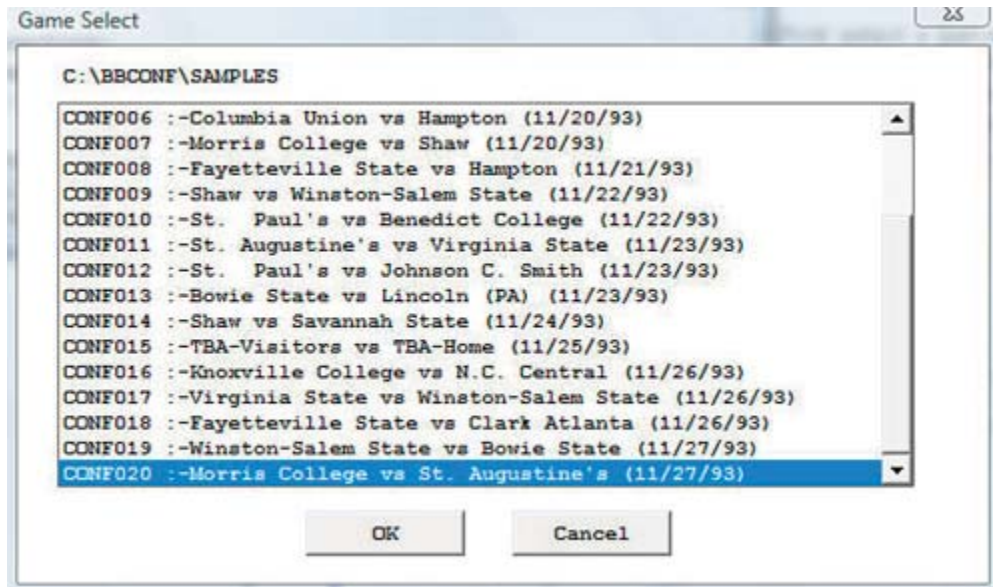 Game Select
C:\BBCONF\SAMPLES
CONF006 :-Columbia Union vs Hampton (11/20/93)
CONF007 :-Morris College vs Shaw (11/20/93)
CONF008 :-Fayetteville State vs Hampton (11/21/93)
CONF009 :-Shaw vs Winston-Salem State (11/22/93)
CONF010 :-St.  Paul's vs Benedict College (11/22/93)
CONF011 :-St. Augustine's vs Virginia State (11/23/93)
CONF012 :-St.  Paul's vs Johnson C. Smith (11/23/93)
CONF013 :-Bowie State vs Lincoln (PA) (11/23/93)
CONF014 :-Shaw vs Savannah State (11/24/93)
CONF015 :-TBA-Visitors vs TBA-Home (11/25/93)
CONF016 :-Knoxville College vs N.C. Central (11/26/93)
CONF017 :-Virginia State vs Winston-Salem State (11/26/93)
CONF018 :-Fayetteville State vs Clark Atlanta (11/26/93)
CONF019 :-Winston-Salem State vs Bowie State (11/27/93)
CONF020 :-Morris College vs St. Augustine's (11/27/93)
OK Cancel